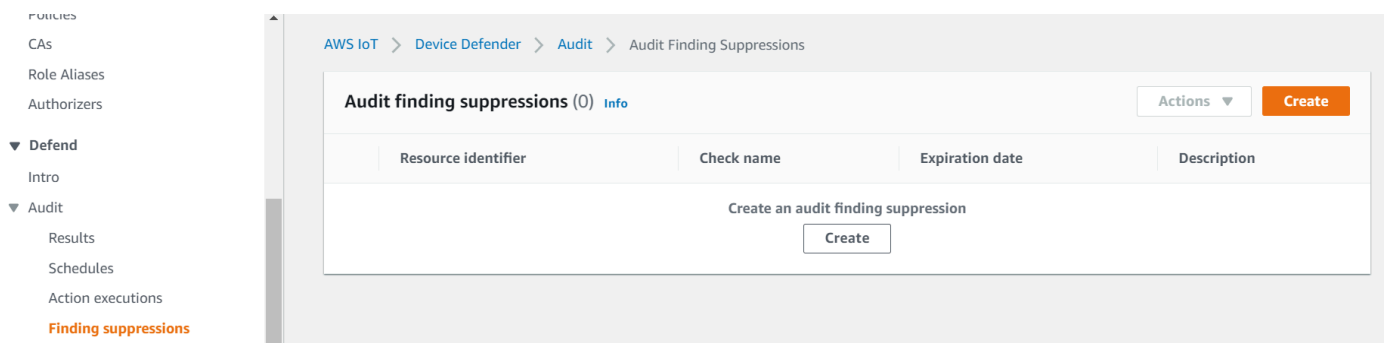 Policies
CAs
Role Aliases
Authorizers
Defend
Intro
Audit
Results
Schedules
Action executions
Finding suppressions
AWS IoT > Device Defender > Audit > Audit Finding Suppressions
Audit finding suppressions (0) Info
Actions
Create
Resource identifier Check name Expiration date Description
Create an audit finding suppression
Create